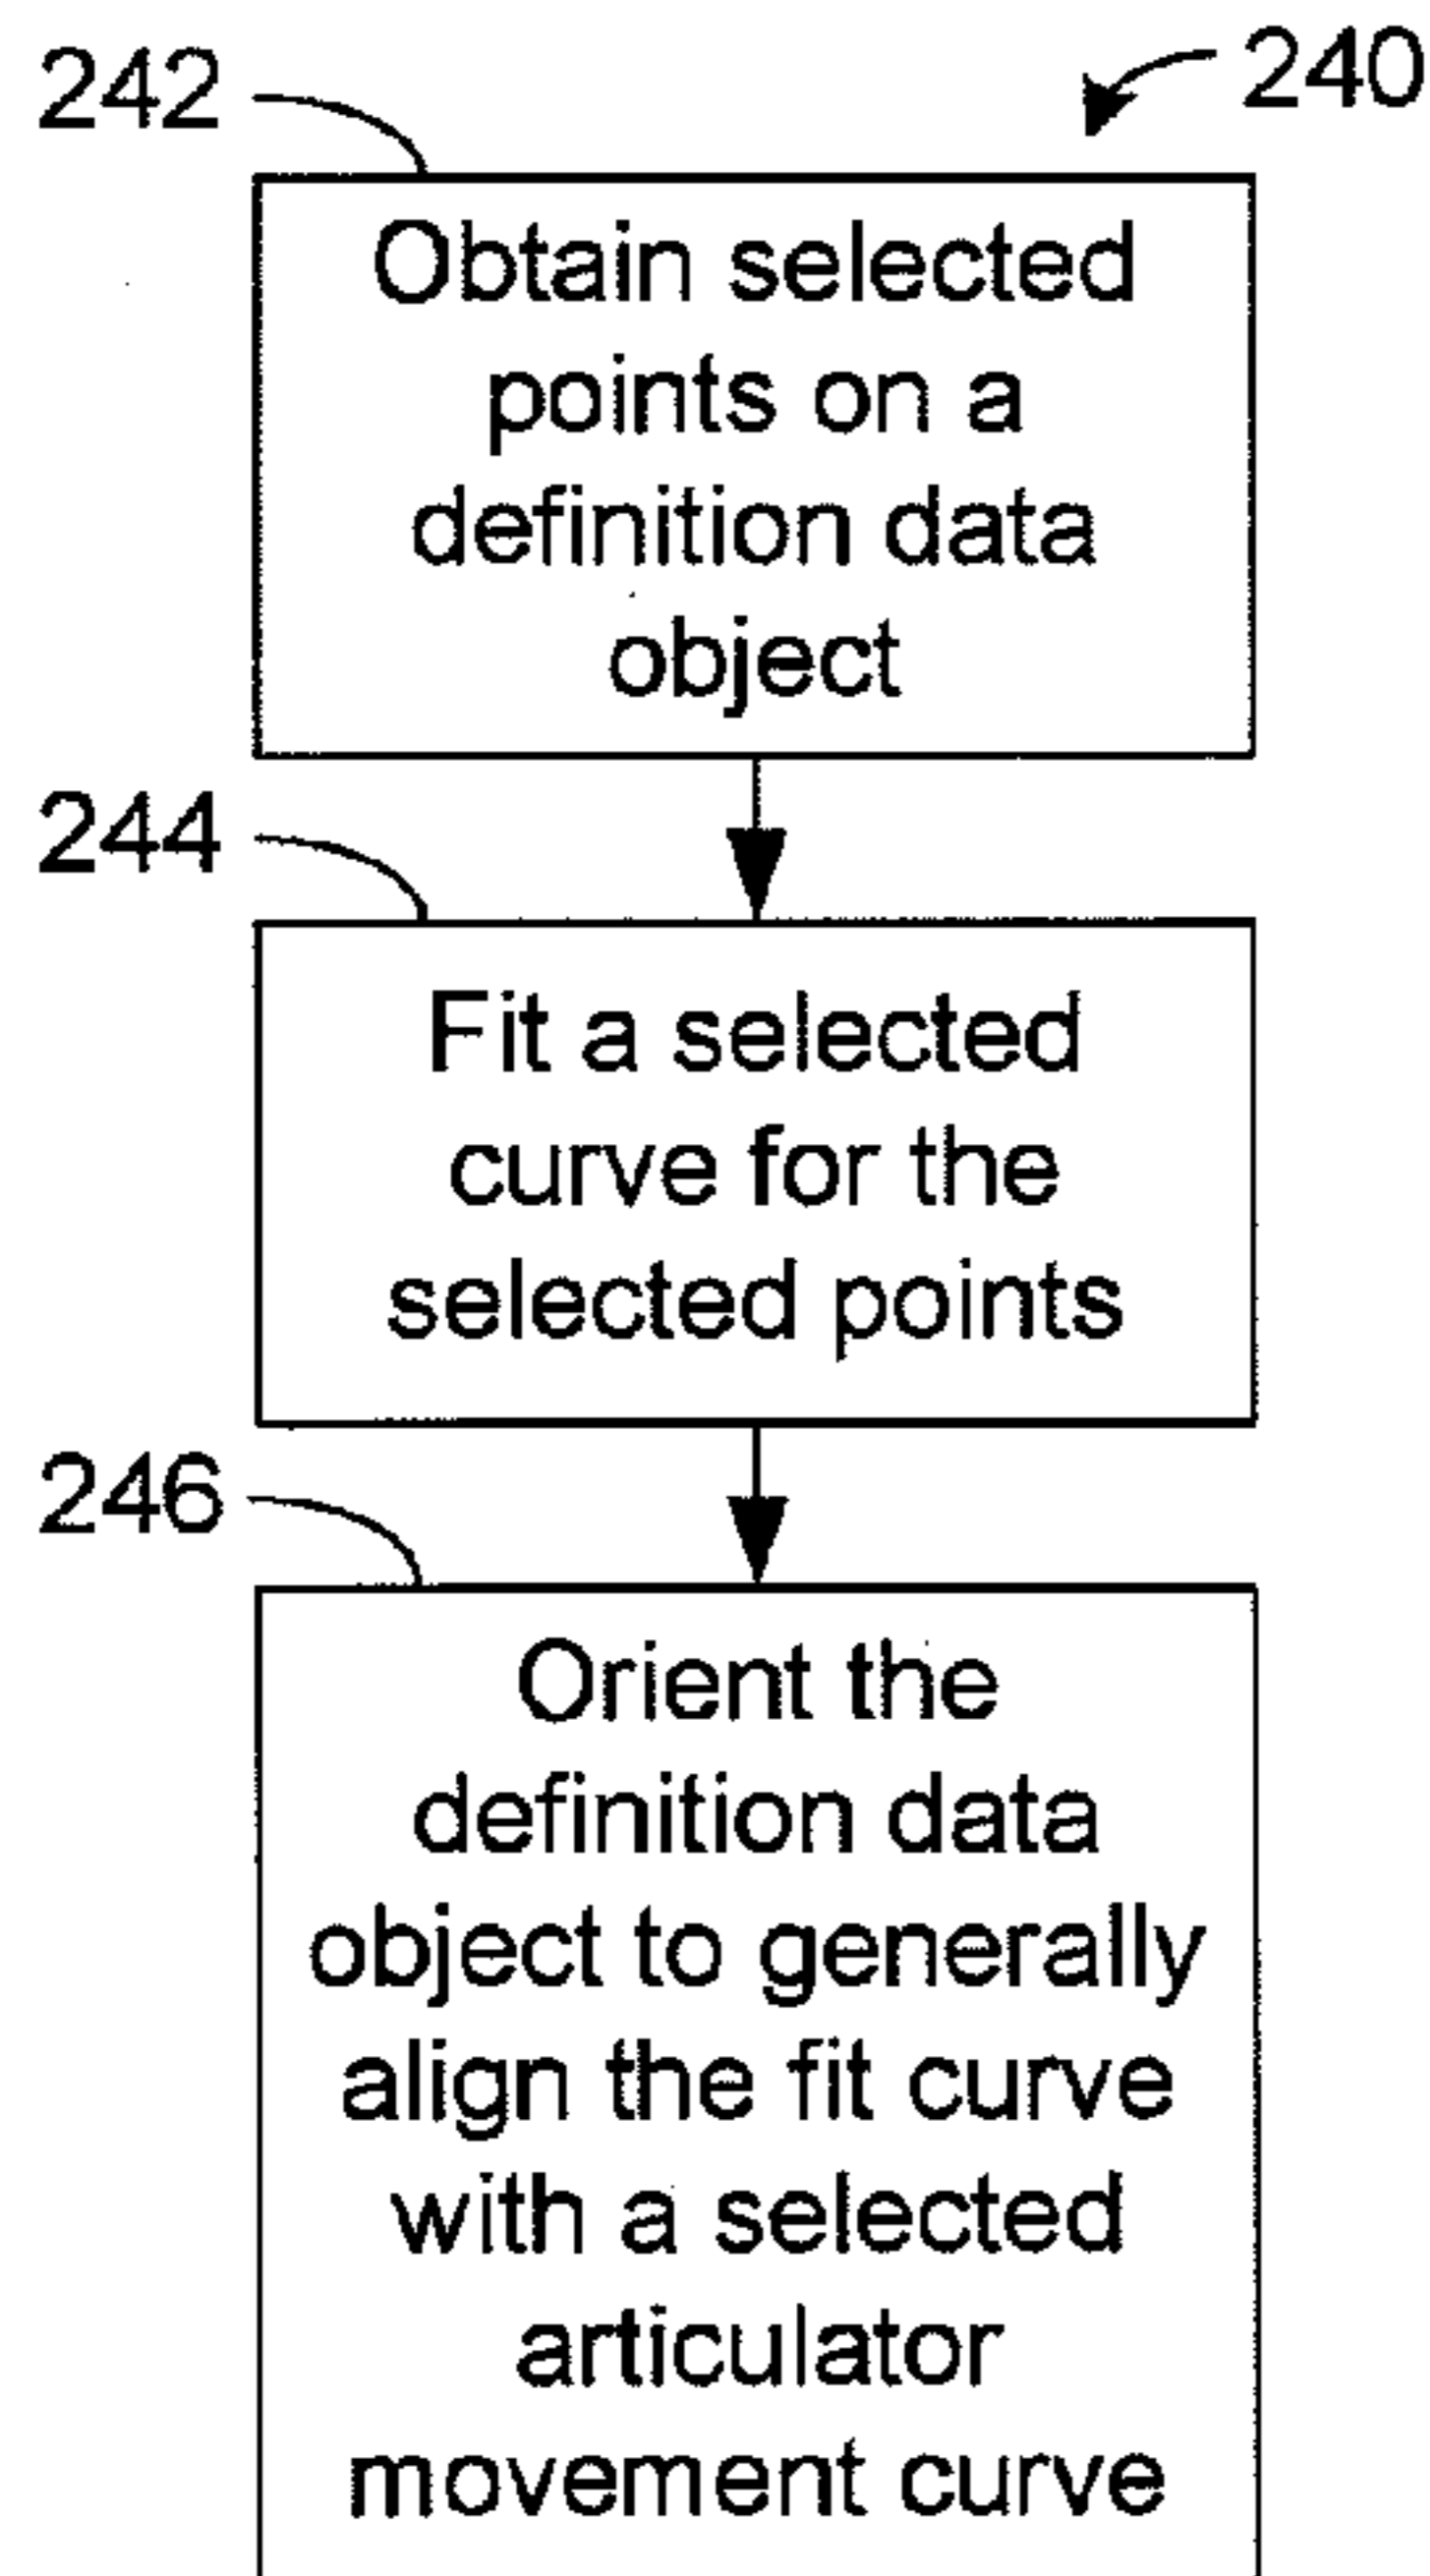 240
242
Obtain selected
points on a
definition data
object
244
Fit a selected
curve for the
selected points
246
Orient the
definition data
object to generally
align the fit curve
with a selected
articulator
movement curve